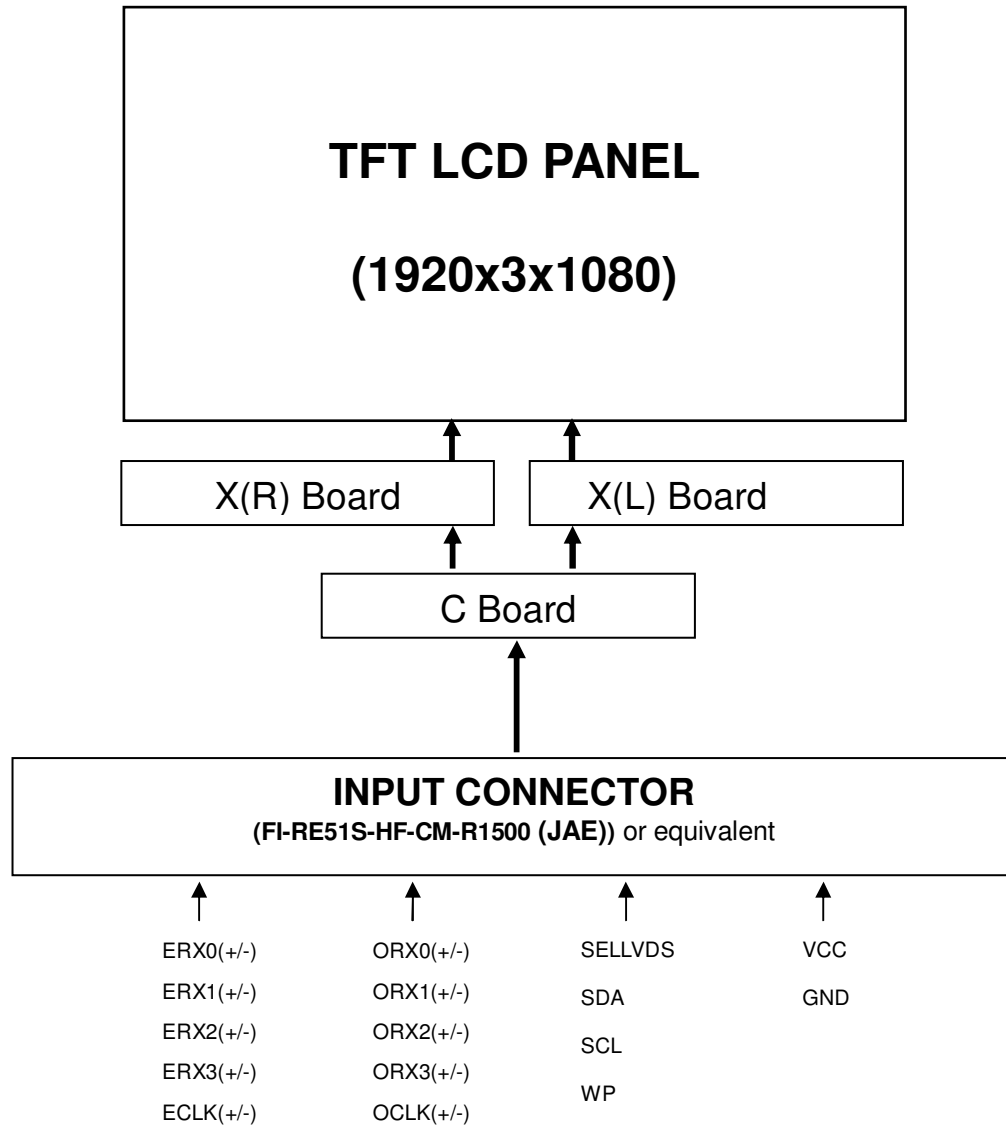 TFT LCD PANEL
(1920x3x1080)
X(R) Board
X(L) Board
C Board
INPUT CONNECTOR
(FI-RE51S-HF-CM-R1500 (JAE)) or equivalent
ERX0(+/-)
ERX1(+/-)
ERX2(+/-)
ERX3(+/-)
ECLK(+/-)
ORX0(+/-)
ORX1(+/-)
ORX2(+/-)
ORX3(+/-)
OCLK(+/-)
SELLVDS
SDA
SCL
WP
VCC
GND